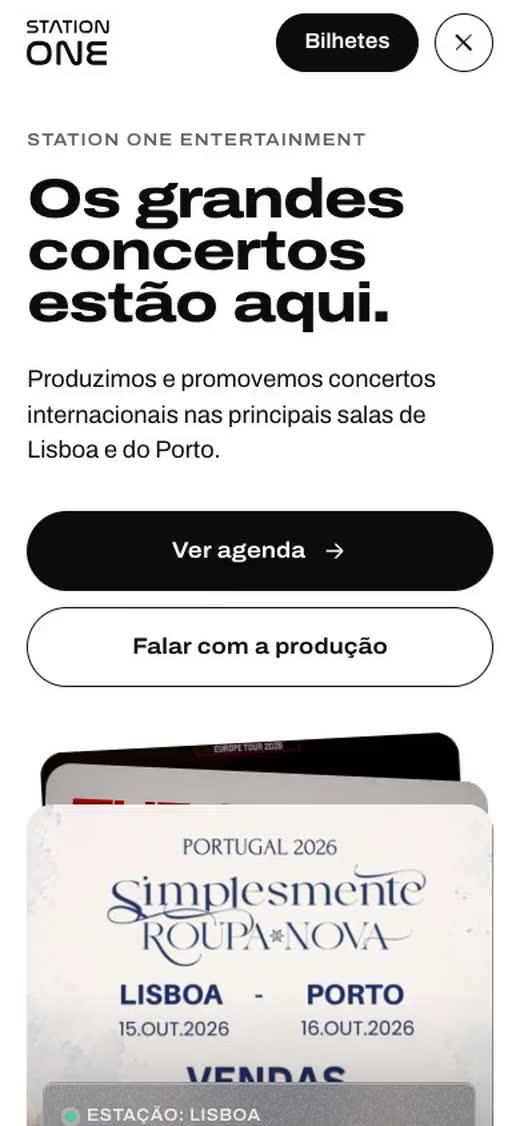 STATION
ONE
Bilhetes
STATION ONE ENTERTAINMENT
Os grandes
concertos
estão aqui.
Produzimos e promovemos concertos
internacionais nas principais salas de
Lisboa e do Porto.
Ver agenda →
Falar com a produção
EUROPE TOUR 2026
PORTUGAL 2026
Simplesmente
ROUPA*NOVA
LISBOA - PORTO
15.OUT.2026 16.OUT.2026
VENDAS
ESTAÇÃO: LISBOA